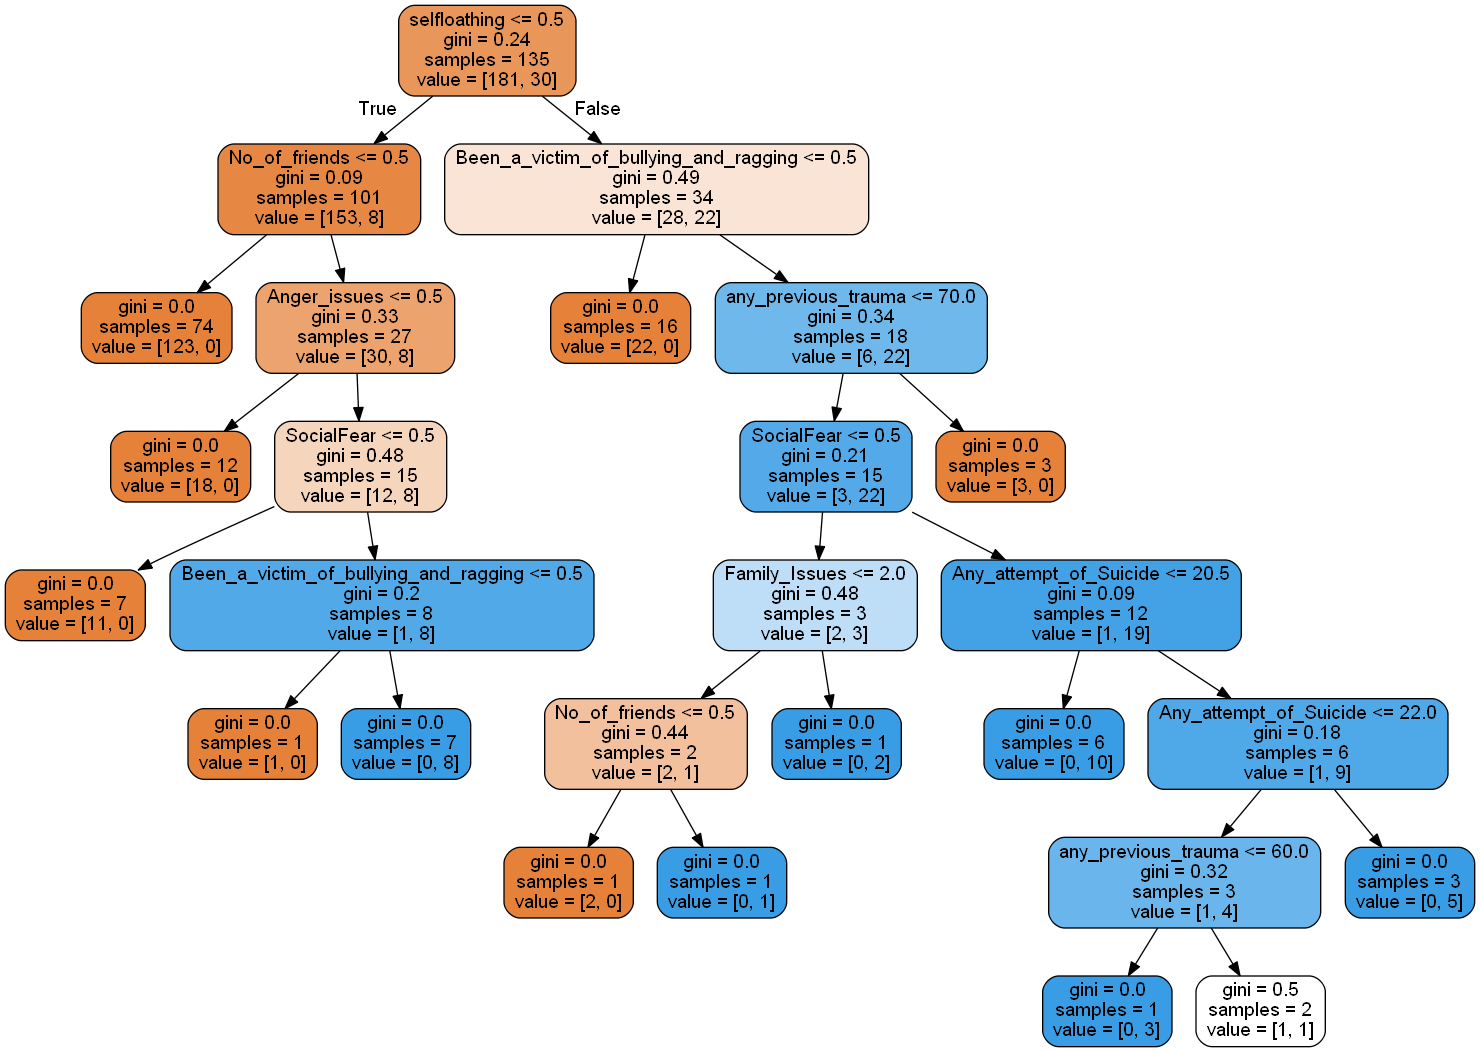 selfloathing <= 0.5
gini = 0.24
samples = 135
value = [181, 30]
True
False
No_of_friends <= 0.5
gini = 0.09
samples = 101
value = [153, 8]
Been_a_victim_of_bullying_and_ragging <= 0.5
gini = 0.49
samples = 34
value = [28, 22]
gini = 0.0
samples = 74
value = [123, 0]
Anger_issues <= 0.5
gini = 0.33
samples = 27
value = [30, 8]
gini = 0.0
samples = 16
value = [22, 0]
any_previous_trauma <= 70.0
gini = 0.34
samples = 18
value = [6, 22]
gini = 0.0
samples = 12
value = [18, 0]
SocialFear <= 0.5
gini = 0.48
samples = 15
value = [12, 8]
SocialFear <= 0.5
gini = 0.21
samples = 15
value = [3, 22]
gini = 0.0
samples = 3
value = [3, 0]
gini = 0.0
samples = 7
value = [11, 0]
Been_a_victim_of_bullying_and_ragging <= 0.5
gini = 0.2
samples = 8
value = [1, 8]
Family_Issues <= 2.0
gini = 0.48
samples = 3
value = [2, 3]
Any_attempt_of_Suicide <= 20.5
gini = 0.09
samples = 12
value = [1, 19]
gini = 0.0
samples = 1
value = [1, 0]
gini = 0.0
samples = 7
value = [0, 8]
No_of_friends <= 0.5
gini = 0.44
samples = 2
value = [2, 1]
gini = 0.0
samples = 1
value = [0, 2]
gini = 0.0
samples = 6
value = [0, 10]
Any_attempt_of_Suicide <= 22.0
gini = 0.18
samples = 6
value = [1, 9]
gini = 0.0
samples = 1
value = [2, 0]
gini = 0.0
samples = 1
value = [0, 1]
any_previous_trauma <= 60.0
gini = 0.32
samples = 3
value = [1, 4]
gini = 0.0
samples = 3
value = [0, 5]
gini = 0.0
samples = 1
value = [0, 3]
gini = 0.5
samples = 2
value = [1, 1]